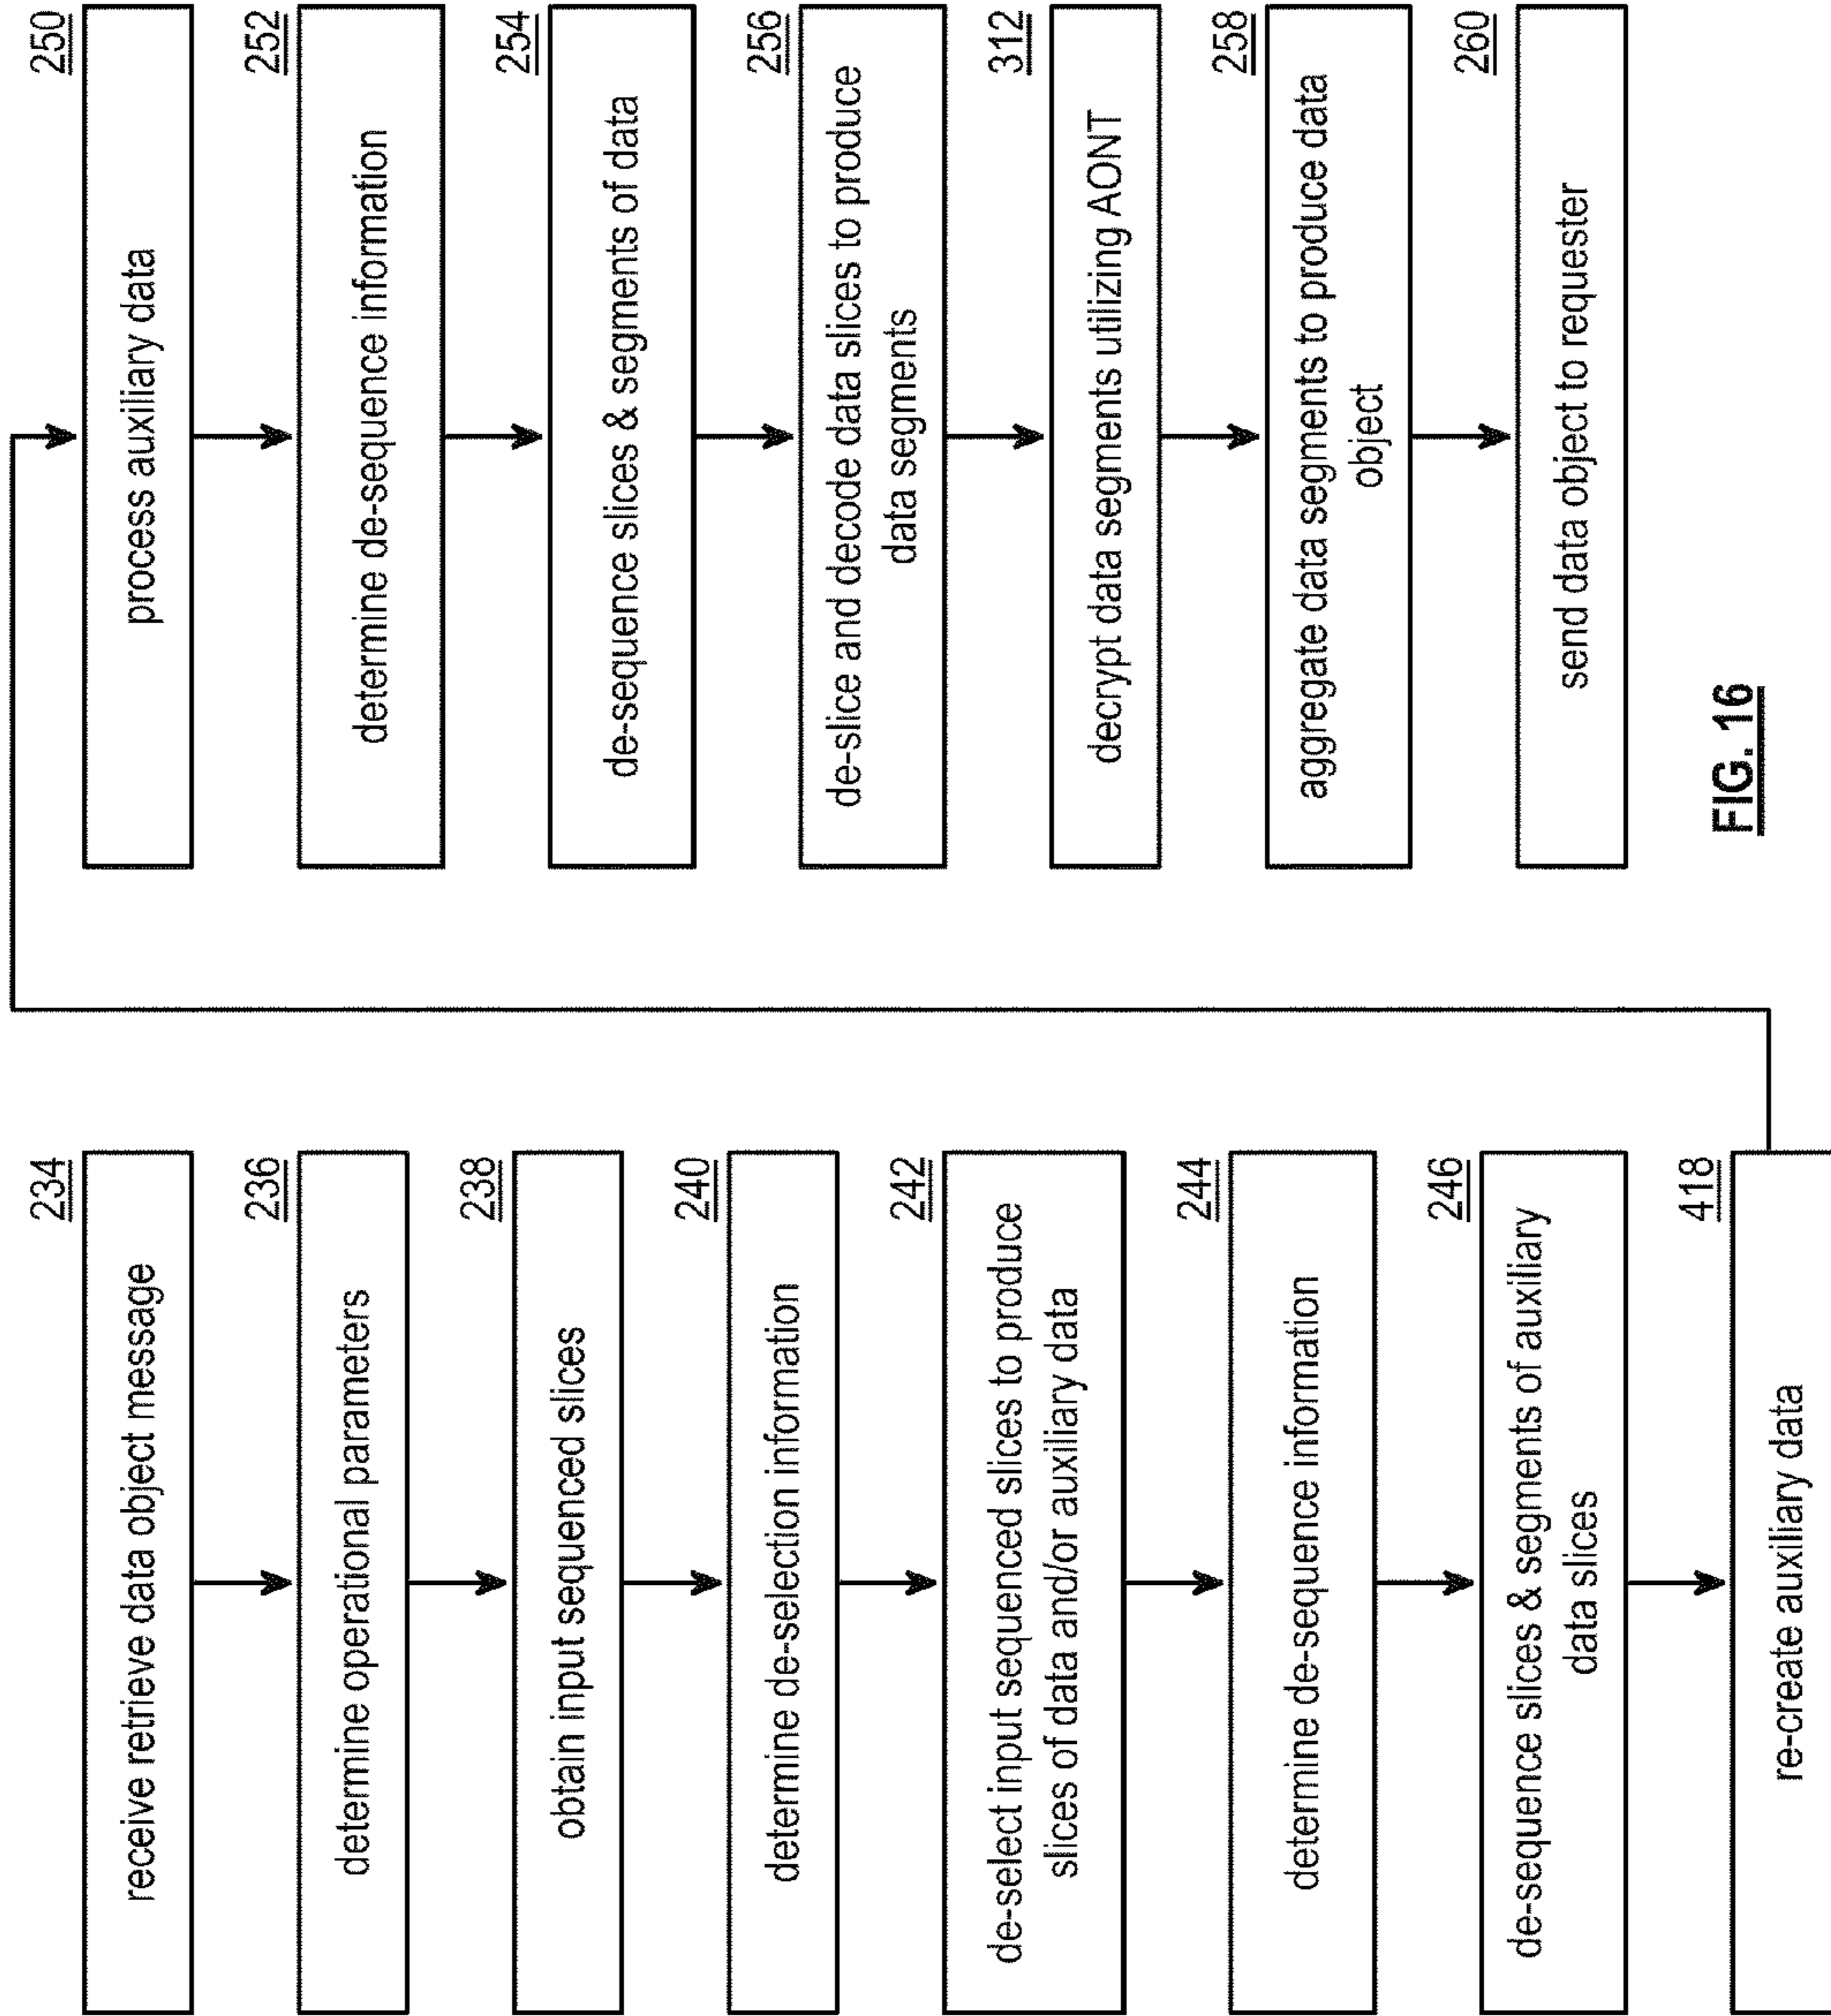 234
receive retrieve data object message
236
determine operational parameters
238
obtain input sequenced slices
240
determine de-selection information
242
de-select input sequenced slices to produce
slices of data and/or auxiliary data
244
determine de-sequence information
246
de-sequence slices & segments of auxiliary
data slices
418
re-create auxiliary data
250
process auxiliary data
252
determine de-sequence information
254
de-sequence slices & segments of data
256
de-slice and decode data slices to produce
data segments
312
decrypt data segments utilizing AONT
258
aggregate data segments to produce data
object
260
send data object to requester
FIG. 16